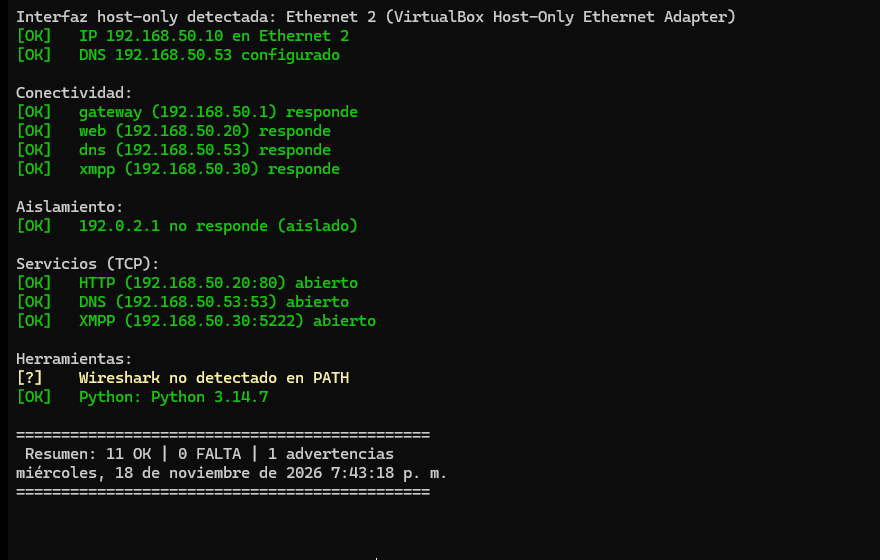 Interfaz host-only detectada: Ethernet 2 (VirtualBox Host-Only Ethernet Adapter)
[OK]   IP 192.168.50.10 en Ethernet 2
[OK]   DNS 192.168.50.53 configurado

Conectividad:
[OK]   gateway (192.168.50.1) responde
[OK]   web (192.168.50.20) responde
[OK]   dns (192.168.50.53) responde
[OK]   xmpp (192.168.50.30) responde

Aislamiento:
[OK]   192.0.2.1 no responde (aislado)

Servicios (TCP):
[OK]   HTTP (192.168.50.20:80) abierto
[OK]   DNS (192.168.50.53:53) abierto
[OK]   XMPP (192.168.50.30:5222) abierto

Herramientas:
[?]    Wireshark no detectado en PATH
[OK]   Python: Python 3.14.7

==============================================
 Resumen: 11 OK | 0 FALTA | 1 advertencias
miércoles, 18 de noviembre de 2026 7:43:18 p. m.
==============================================